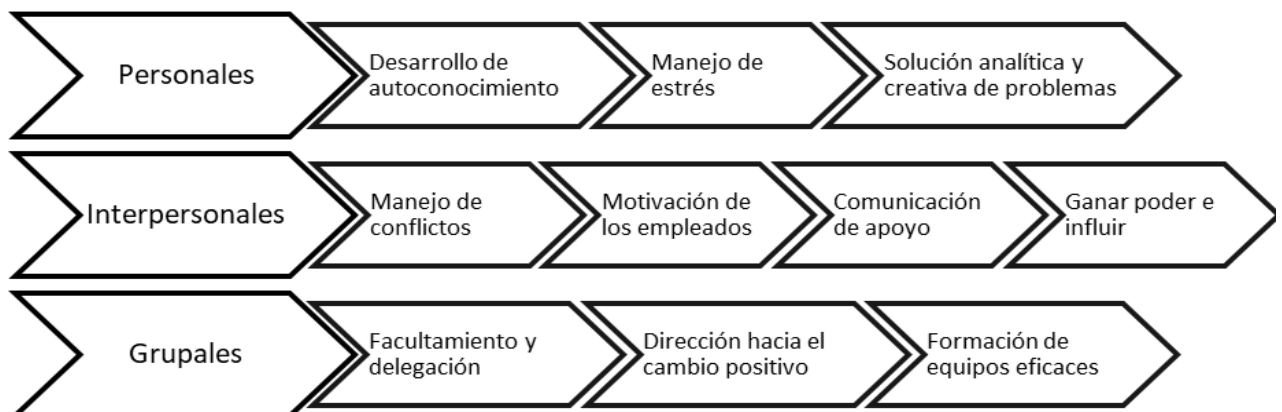 Personales
Desarrollo de
autoconocimiento
Manejo de
estrés
Solución analítica y
creativa de problemas
Interpersonales
Manejo de
conflictos
Motivación de
los empleados
Comunicación
de apoyo
Ganar poder e
influir
Grupales
Facultamiento y
delegación
Dirección hacia el
cambio positivo
Formación de
equipos eficaces